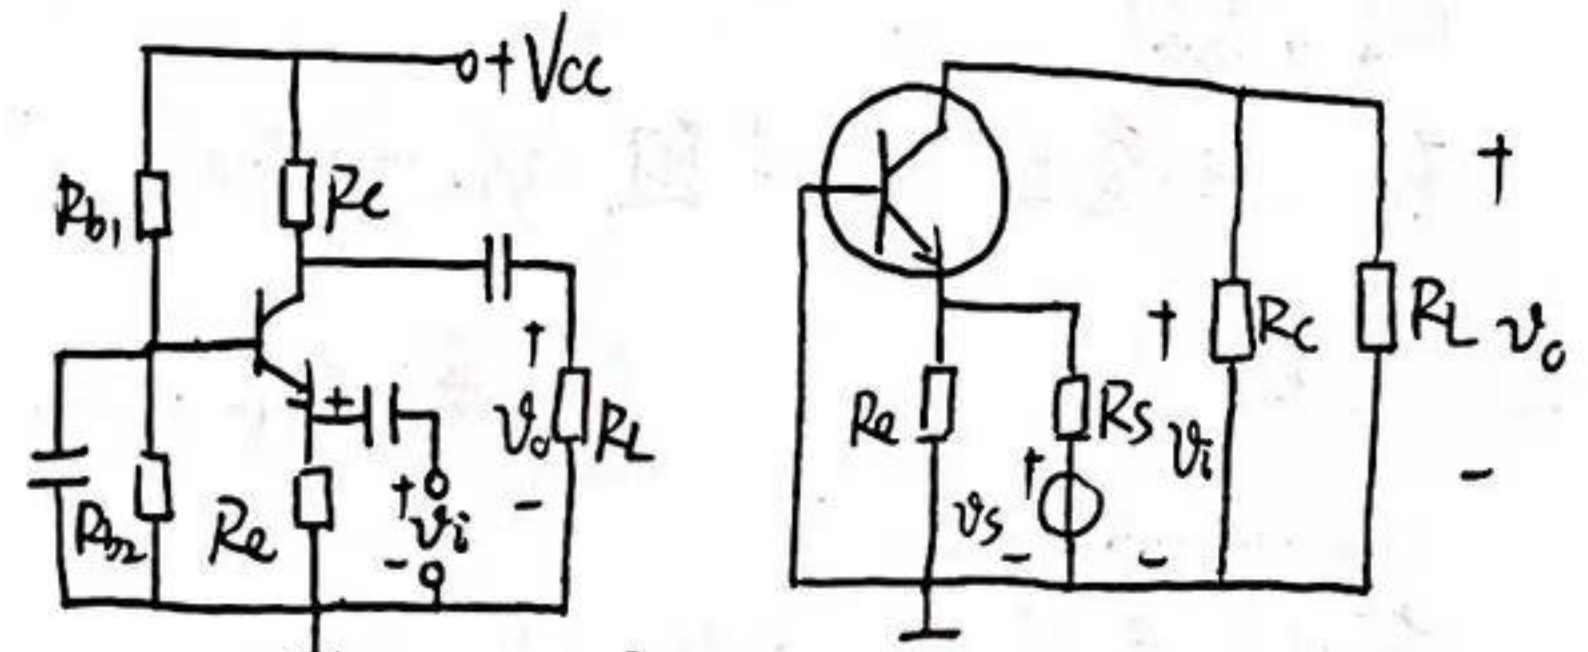 +Vcc
Rb1
Rc
+
+
vo
RL
Rb2
Re
+
vi
-
-
+
+
Rc
RL
vo
Re
Rs
vi
+
vs
-
-
-